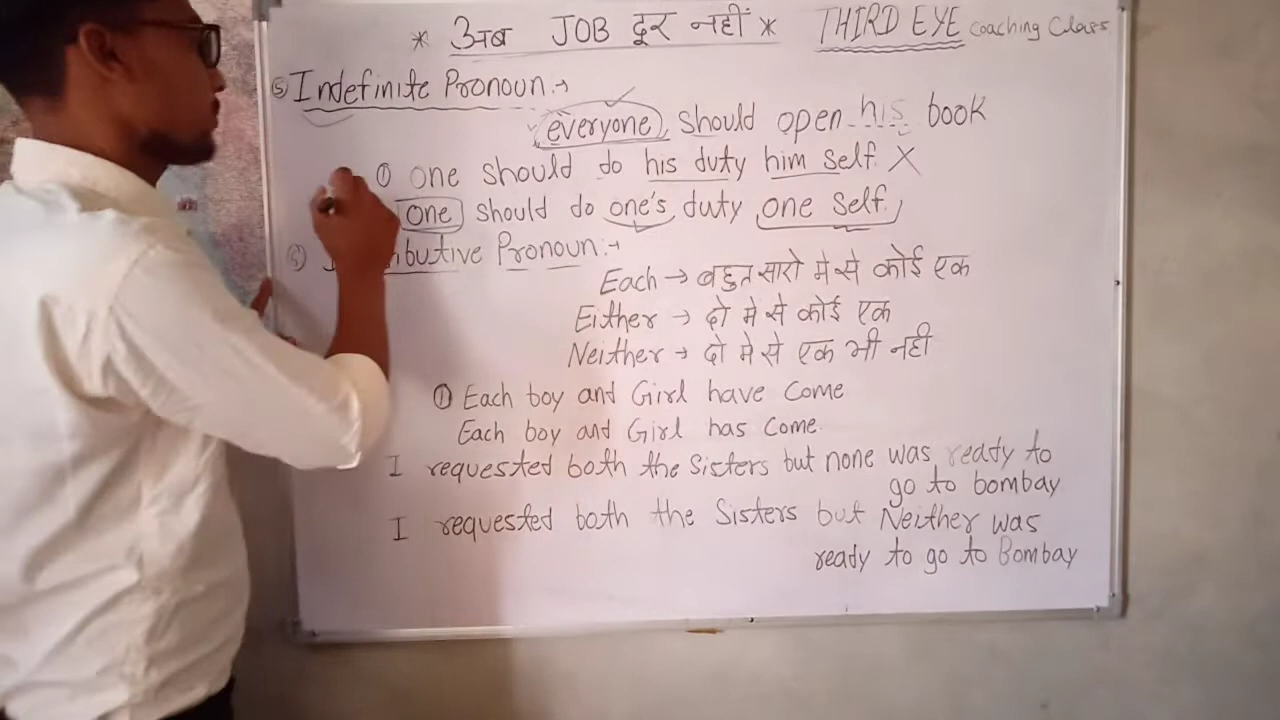 * अब JOB दूर नहीं * THIRD EYE Coaching Class
⑤ Indefinite Pronoun :→
everyone should open his book
① One should do his duty him self. X
One should do one's duty one self.
butive Pronoun :→
Each → बहुत सारो मे से कोई एक
Either → दो मे से कोई एक
Neither → दो मे से एक भी नही
① Each boy and Girl have Come
Each boy and Girl has Come.
I requested both the Sisters but none was ready to
go to bombay
I requested both the Sisters but Neither was
ready to go to Bombay